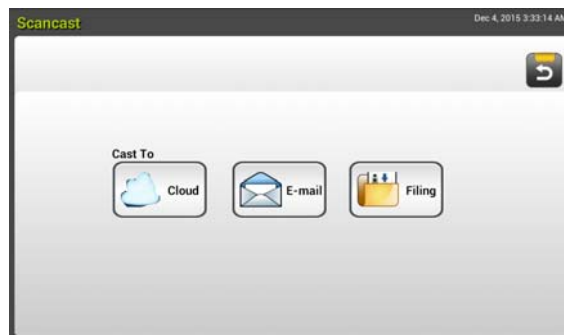 Scancast
Dec 4, 2015 3:33:14 AM
Cast To
Cloud
E-mail
Filing